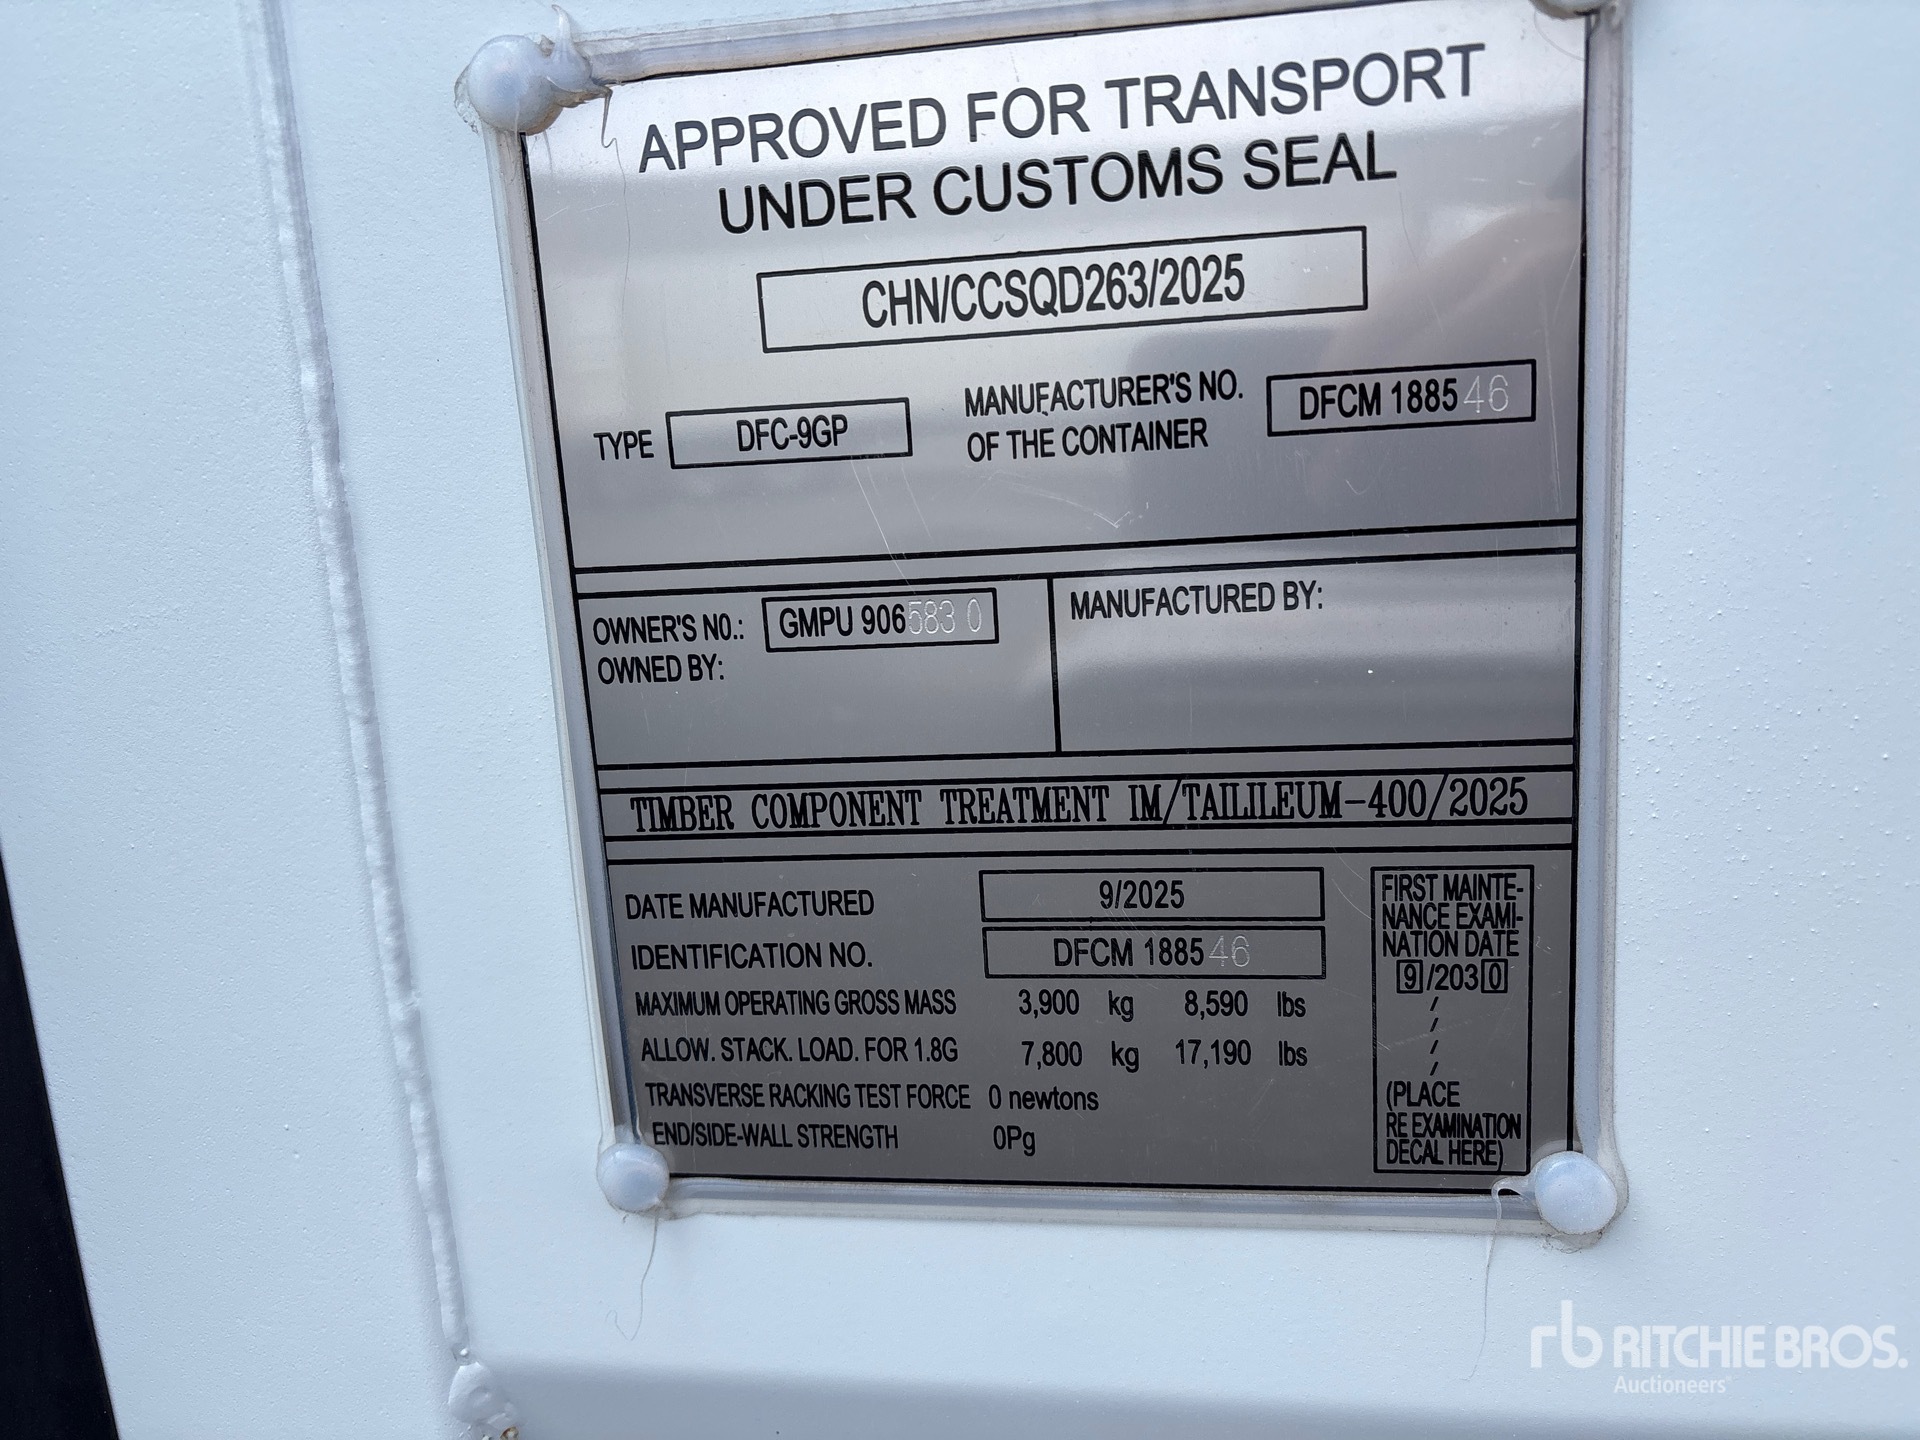 APPROVED FOR TRANSPORT
UNDER CUSTOMS SEAL
CHN/CCSQD263/2025
TYPE DFC-9GP
MANUFACTURER'S NO.
OF THE CONTAINER
DFCM 188546
OWNER'S NO.: GMPU 906583 0
OWNED BY:
MANUFACTURED BY:
TIMBER COMPONENT TREATMENT IM/TAILILEUM-400/2025
DATE MANUFACTURED 9/2025
IDENTIFICATION NO. DFCM 188546
MAXIMUM OPERATING GROSS MASS 3,900 kg 8,590 lbs
ALLOW. STACK. LOAD. FOR 1.8G 7,800 kg 17,190 lbs
TRANSVERSE RACKING TEST FORCE 0 newtons
END/SIDE-WALL STRENGTH 0Pg
FIRST MAINTE-
NANCE EXAMI-
NATION DATE
9/2030
(PLACE
RE EXAMINATION
DECAL HERE)
rb RITCHIE BROS.
Auctioneers